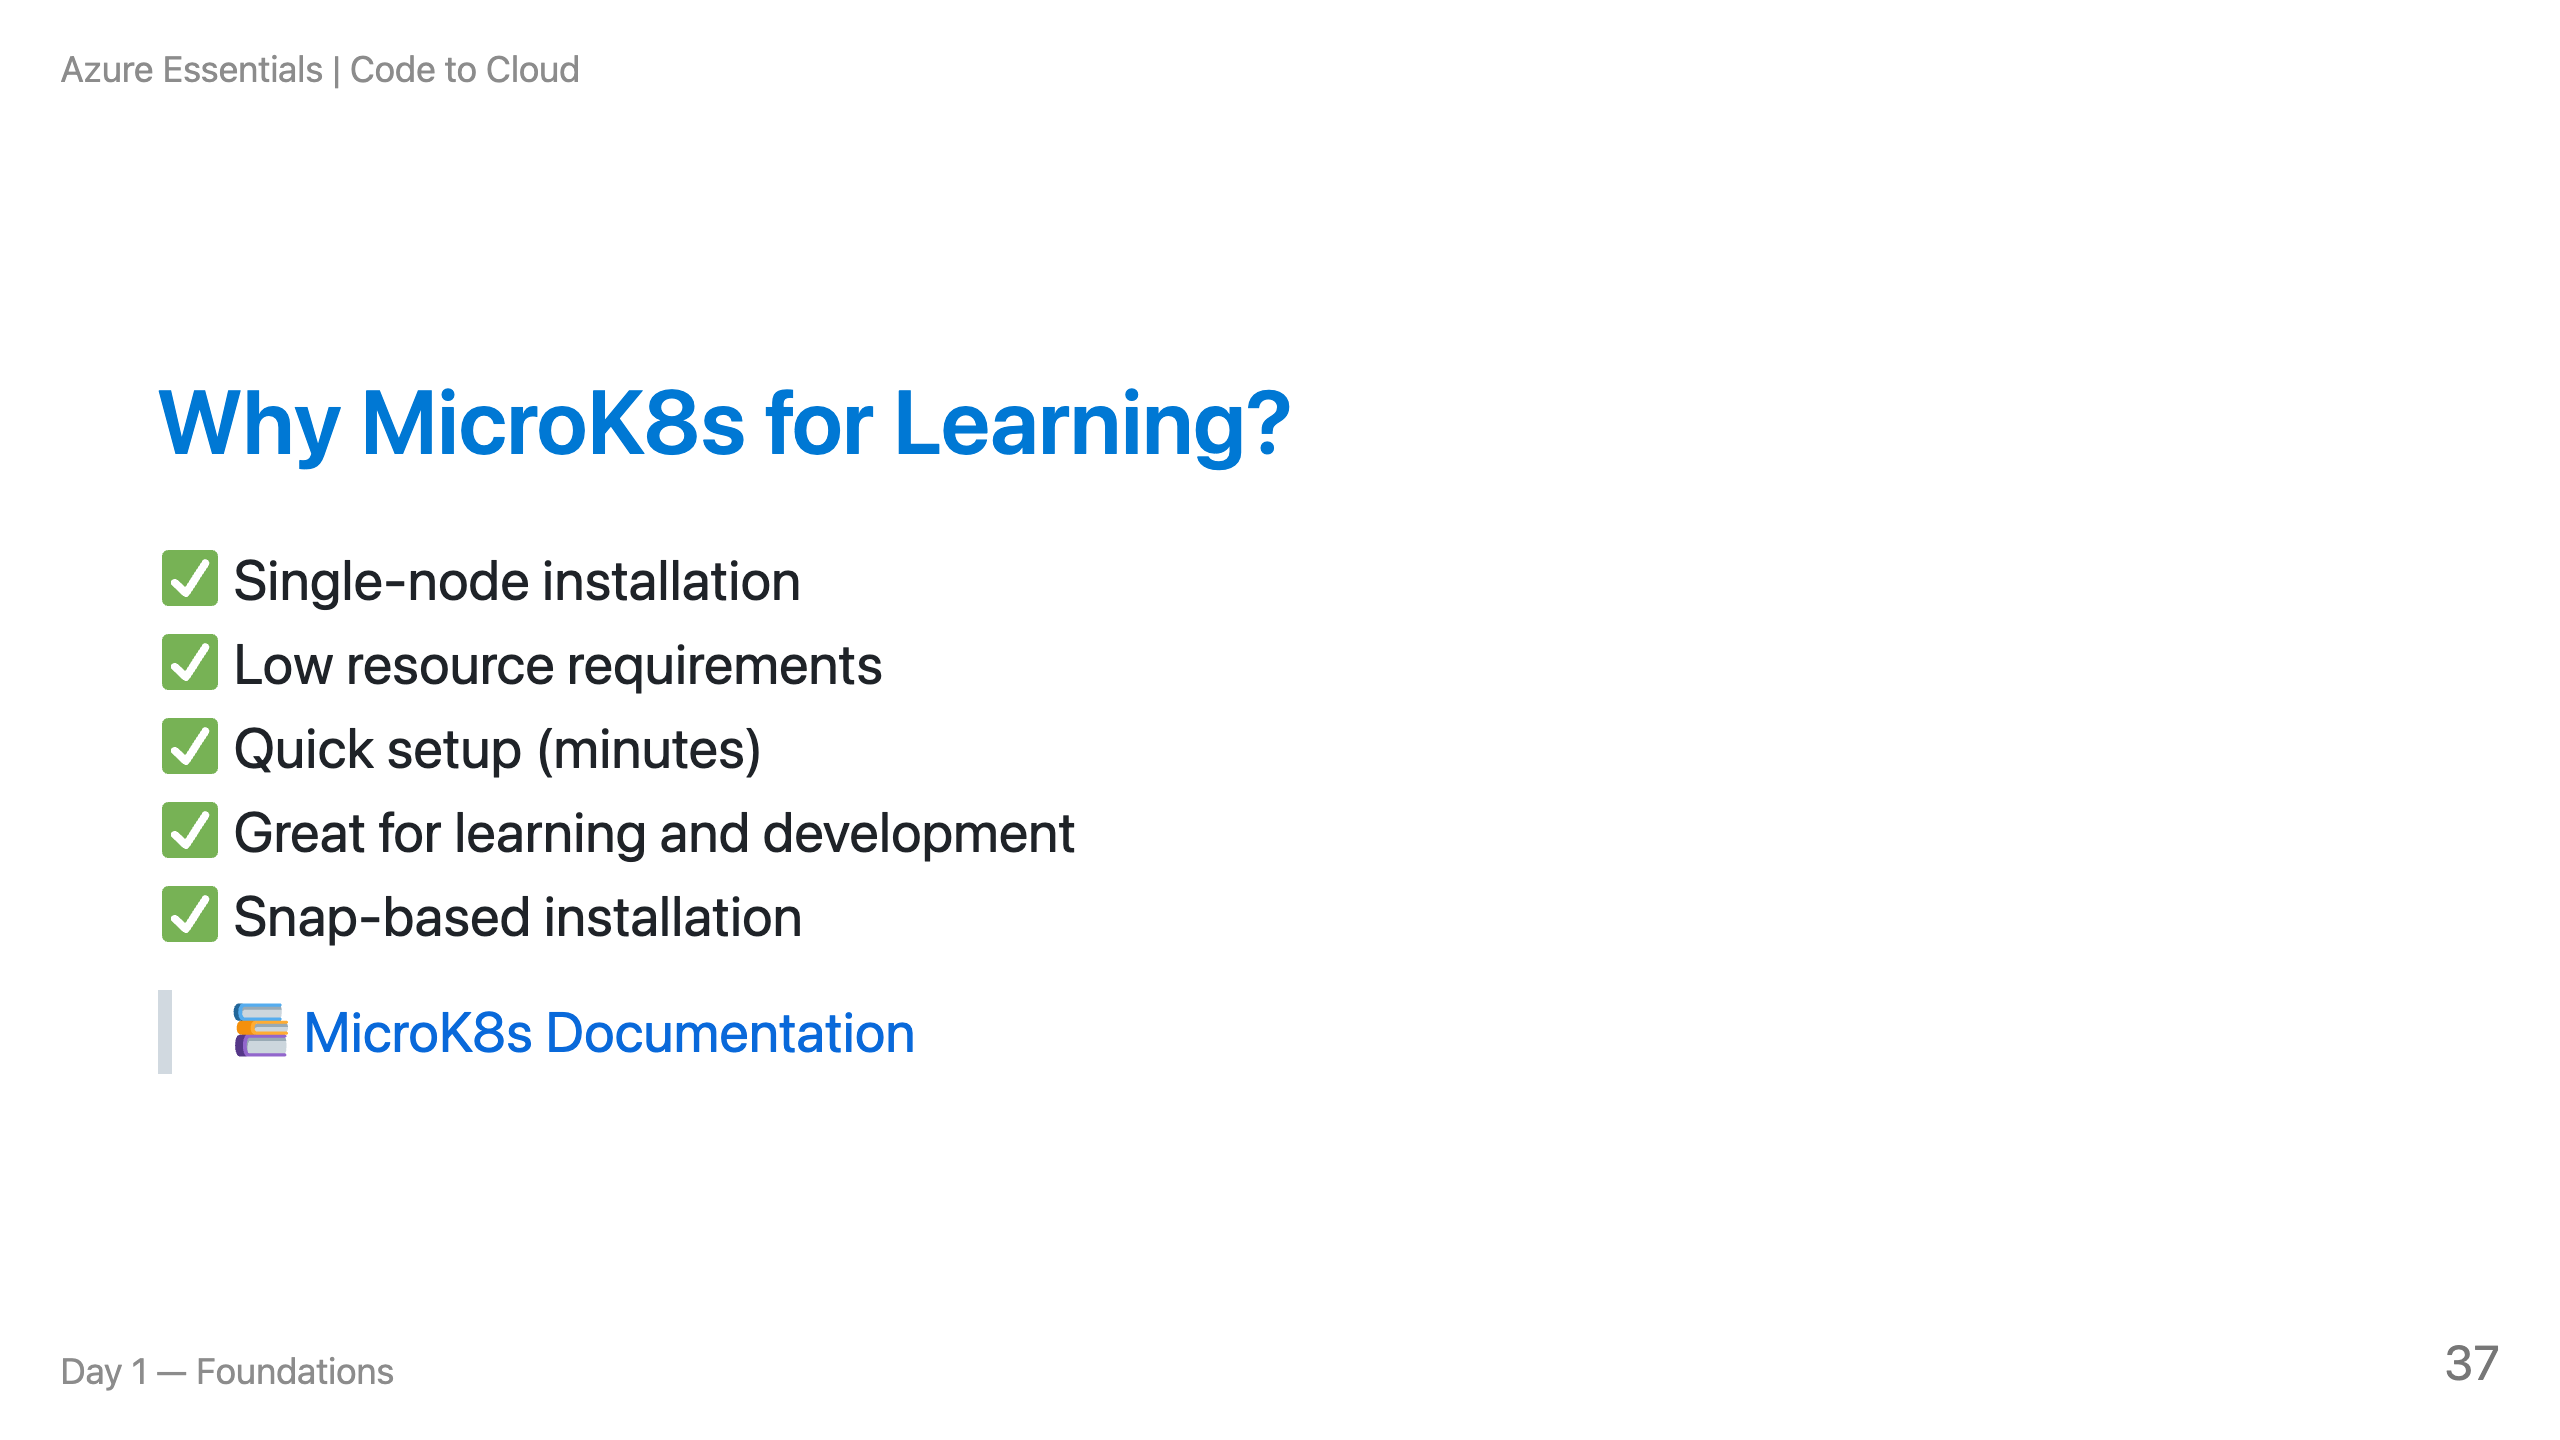 Azure Essentials | Code to Cloud
Why MicroK8s for Learning?
✅ Single-node installation
✅ Low resource requirements
✅ Quick setup (minutes)
✅ Great for learning and development
✅ Snap-based installation
📚 MicroK8s Documentation
Day 1 — Foundations
37